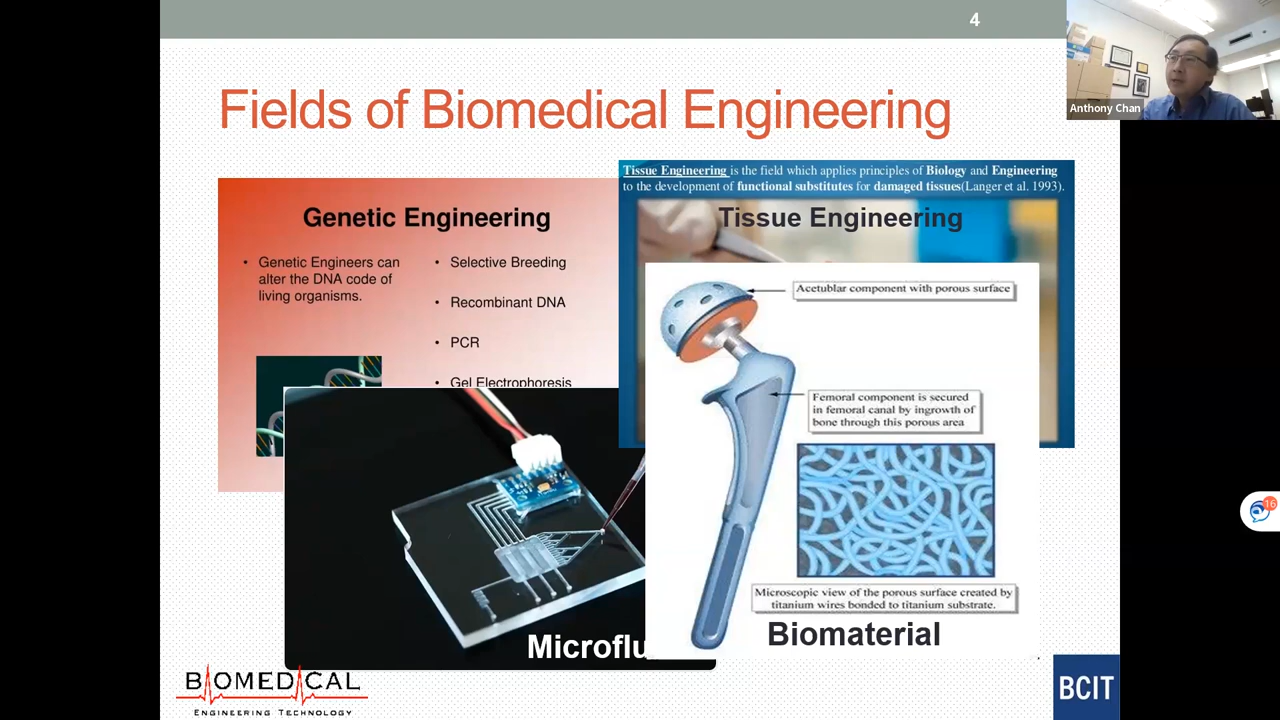 4
Anthony Chan
Fields of Biomedical Engineering
Genetic Engineering
• Genetic Engineers can
alter the DNA code of
living organisms.
• Selective Breeding
• Recombinant DNA
• PCR
• Gel Electrophoresis
Tissue Engineering is the field which applies principles of Biology and Engineering
to the development of functional substitutes for damaged tissues(Langer et al. 1993).
Tissue Engineering
Acetublar component with porous surface
Femoral component is secured
in femoral canal by ingrowth of
bone through this porous area
Microscopic view of the porous surface created by
titanium wires bonded to titanium substrate.
Biomaterial
Microflu
16
BIOMEDICAL
ENGINEERING TECHNOLOGY
BCIT